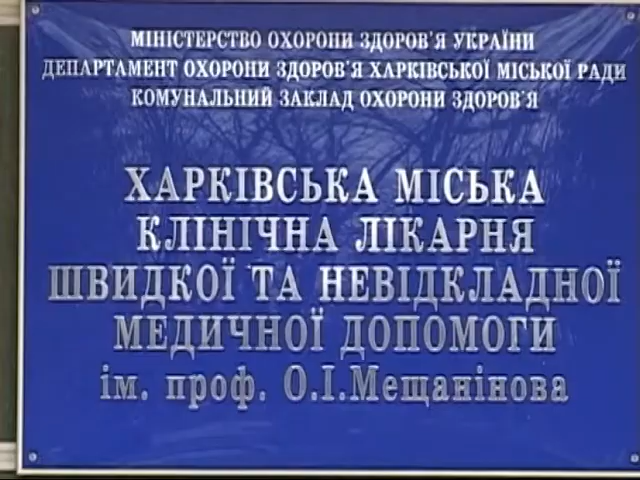 МІНІСТЕРСТВО ОХОРОНИ ЗДОРОВ'Я УКРАЇНИ
ДЕПАРТАМЕНТ ОХОРОНИ ЗДОРОВ'Я ХАРКІВСЬКОЇ МІСЬКОЇ РАДИ
КОМУНАЛЬНИЙ ЗАКЛАД ОХОРОНИ ЗДОРОВ'Я
ХАРКІВСЬКА МІСЬКА
КЛІНІЧНА ЛІКАРНЯ
ШВИДКОЇ ТА НЕВІДКЛАДНОЇ
МЕДИЧНОЇ ДОПОМОГИ
ім. проф. О.І.Мещанінова